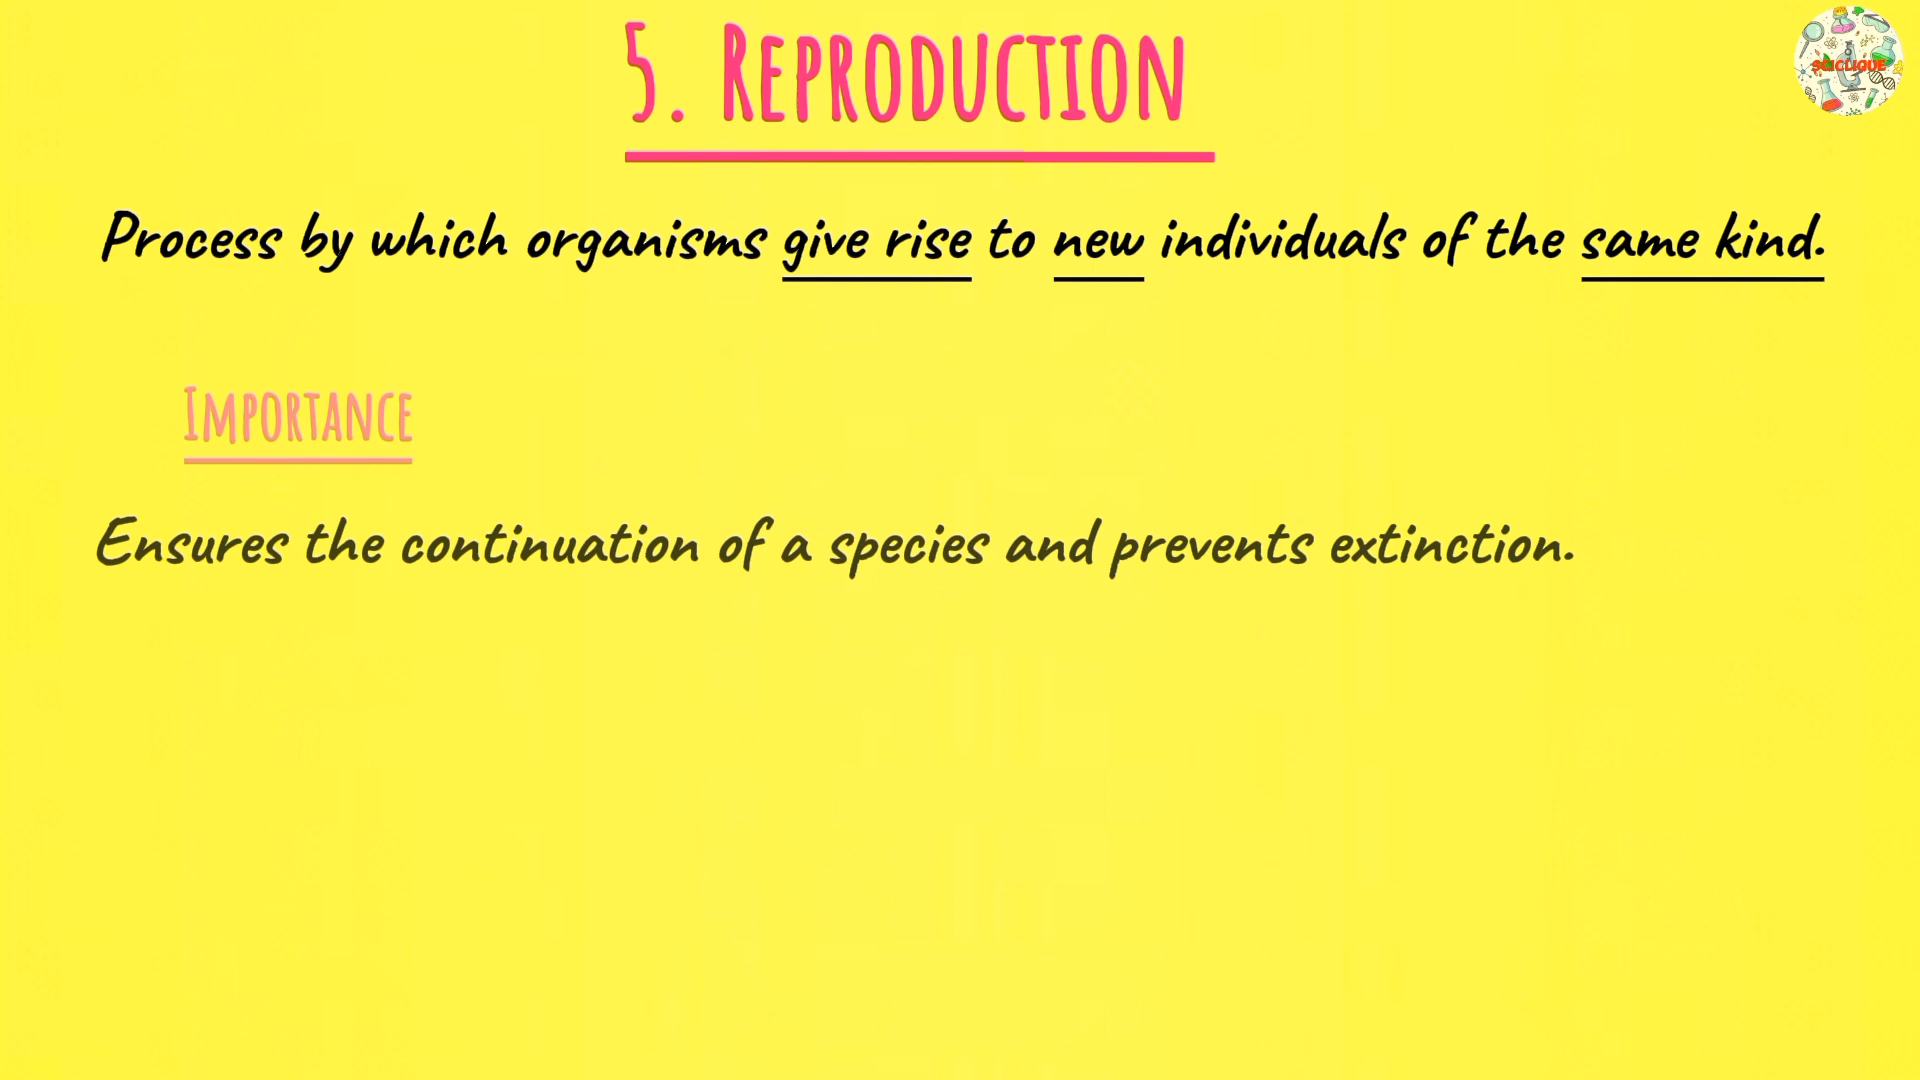 5. Reproduction
SCICLIQUE
Process by which organisms give rise to new individuals of the same kind.
Importance
Ensures the continuation of a species and prevents extinction.